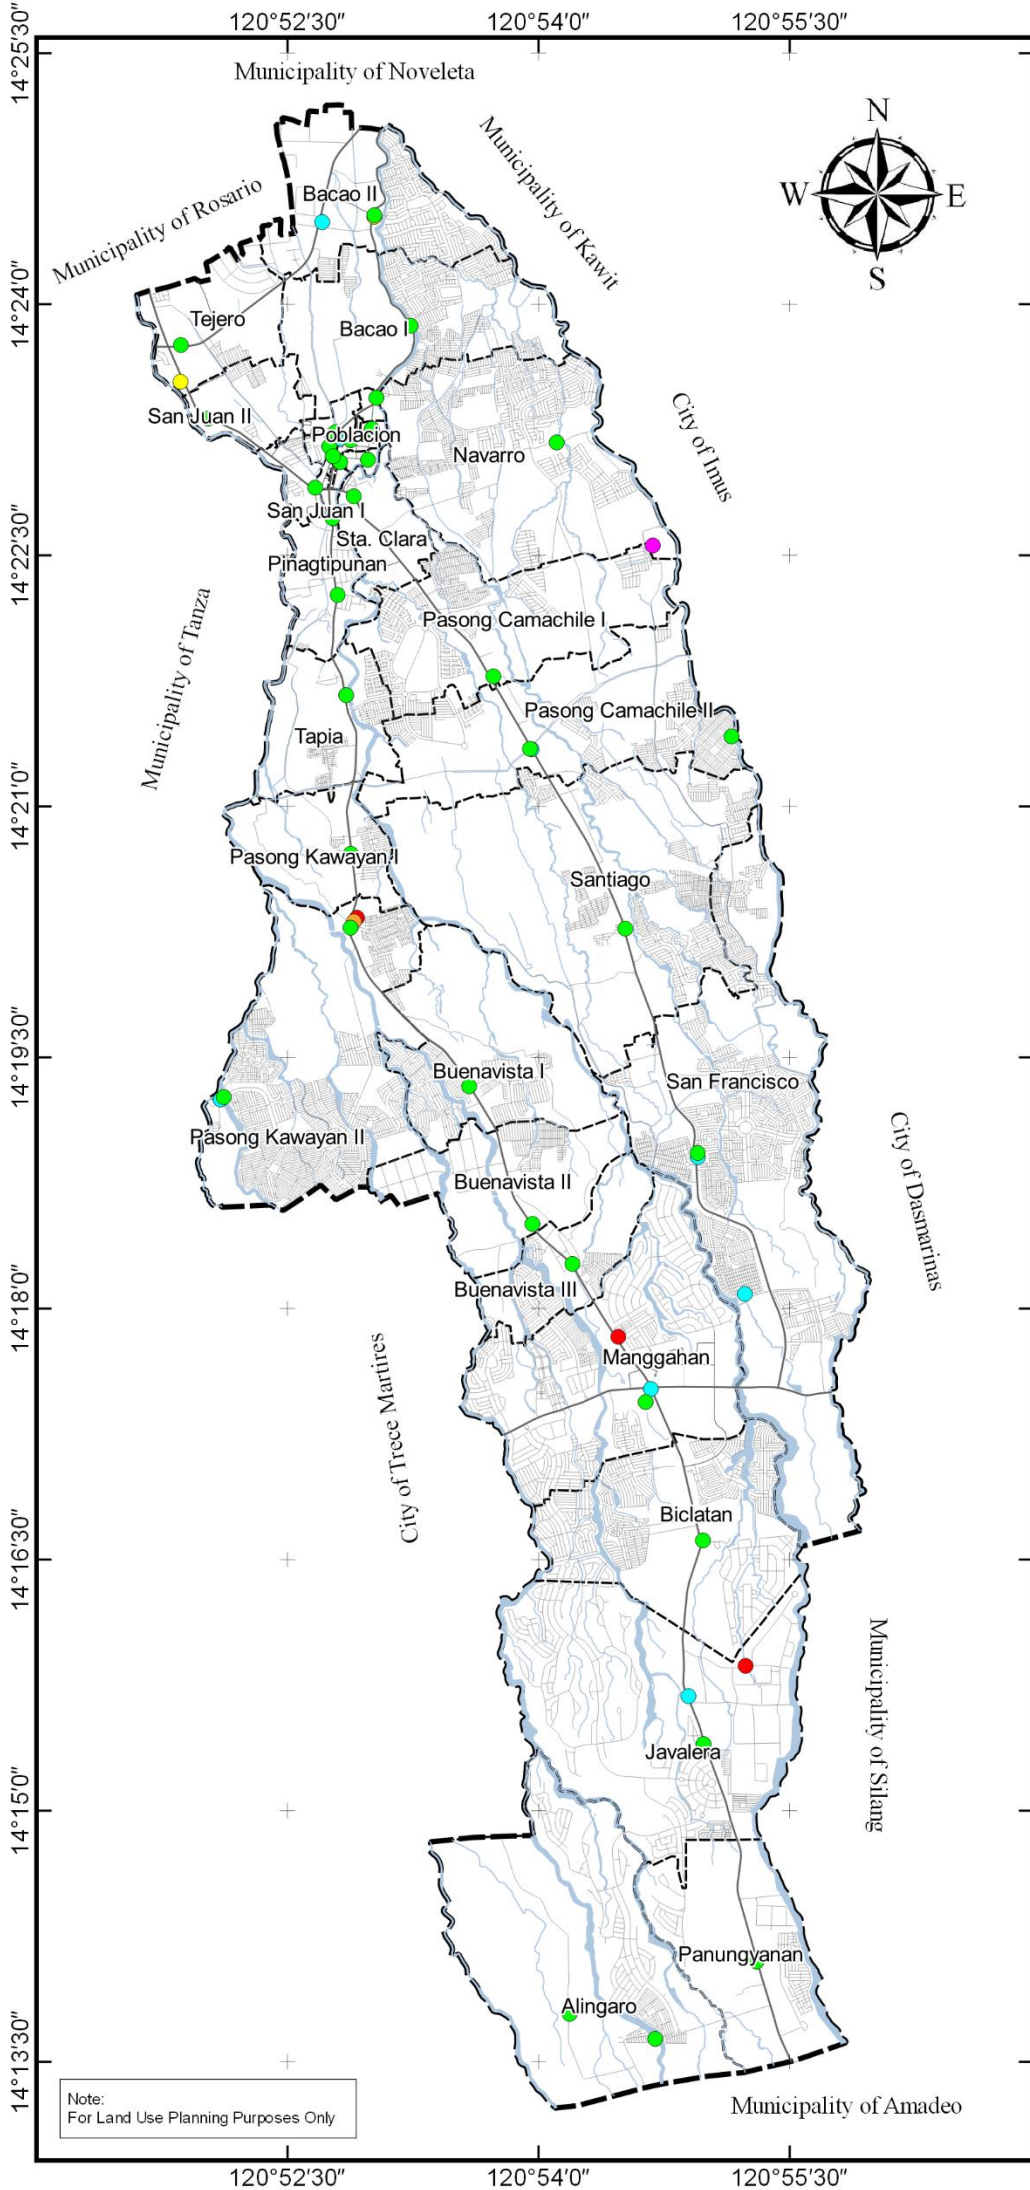 120°52'30" 120°54'0" 120°55'30"
14°25'30"
Municipality of Noveleta
N
Municipality of Kawit
W E
Bacao II
Municipality of Rosario
S
14°24'0"
Tejero
Bacao I
San Juan II
City of Imus
Poblacion
Navarro
San Juan I
Sta. Clara
14°22'30"
Pinagtipunan
Municipality of Tanza
Pasong Camachile I
Pasong Camachile II
Tapia
14°21'0"
Pasong Kawayan I
Santiago
14°19'30"
Buenavista I
San Francisco
Pasong Kawayan II
City of Dasmarinas
Buenavista II
Buenavista III
14°18'0"
Manggahan
City of Trece Martires
Biclatan
14°16'30"
Municipality of Silang
Javalera
14°15'0"
Panungyanan
Alingaro
14°13'30"
Note:
For Land Use Planning Purposes Only
Municipality of Amadeo
120°52'30" 120°54'0" 120°55'30"